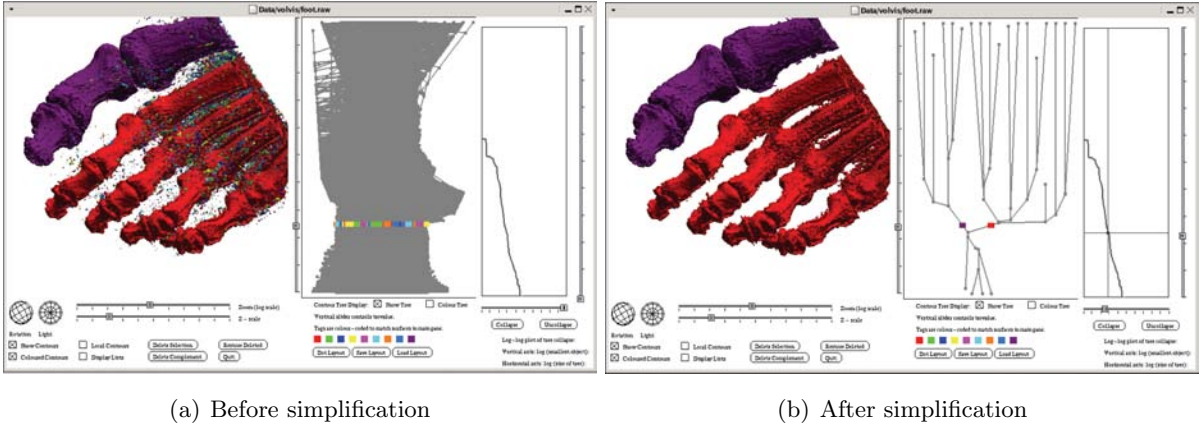 Data/volvis/foot.raw
Rotation Light
Zoom (log scale)
Z - scale
Show Contours
Local Contours
Delete Selection
Restore Deleted
Coloured Contours
Display Lists
Delete Complement
Quit
Contour Tree Display:
Show Tree
Colour Tree
Vertical slider controls isovalue.
Tags are colour - coded to match surfaces in main pane.
Dot Layout
Save Layout
Load Layout
Collapse
Uncollapse
Log - log plot of tree collapse:
Vertical axis: log (smallest object):
Horizontal axis: log (size of tree):
Data/volvis/foot.raw
Rotation Light
Zoom (log scale)
Z - scale
Show Contours
Local Contours
Delete Selection
Restore Deleted
Coloured Contours
Display Lists
Delete Complement
Quit
Contour Tree Display:
Show Tree
Colour Tree
Vertical slider controls isovalue.
Tags are colour - coded to match surfaces in main pane.
Dot Layout
Save Layout
Load Layout
Collapse
Uncollapse
Log - log plot of tree collapse:
Vertical axis: log (smallest object):
Horizontal axis: log (size of tree):
(a) Before simplification
(b) After simplification